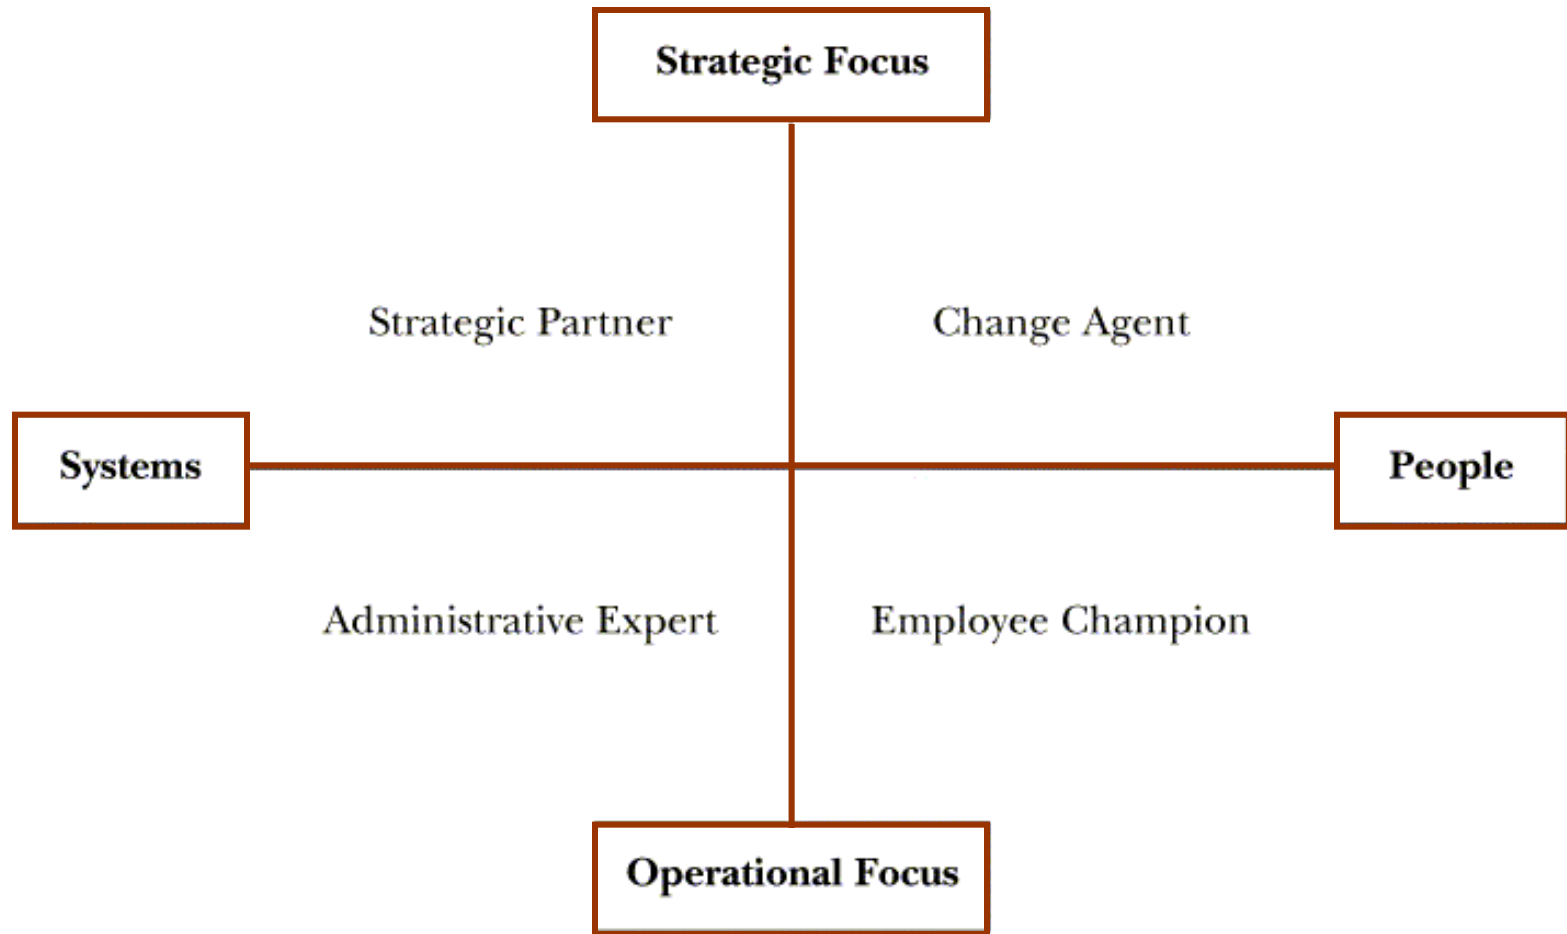 Strategic Focus
Strategic Partner
Change Agent
Systems
People
Administrative Expert
Employee Champion
Operational Focus